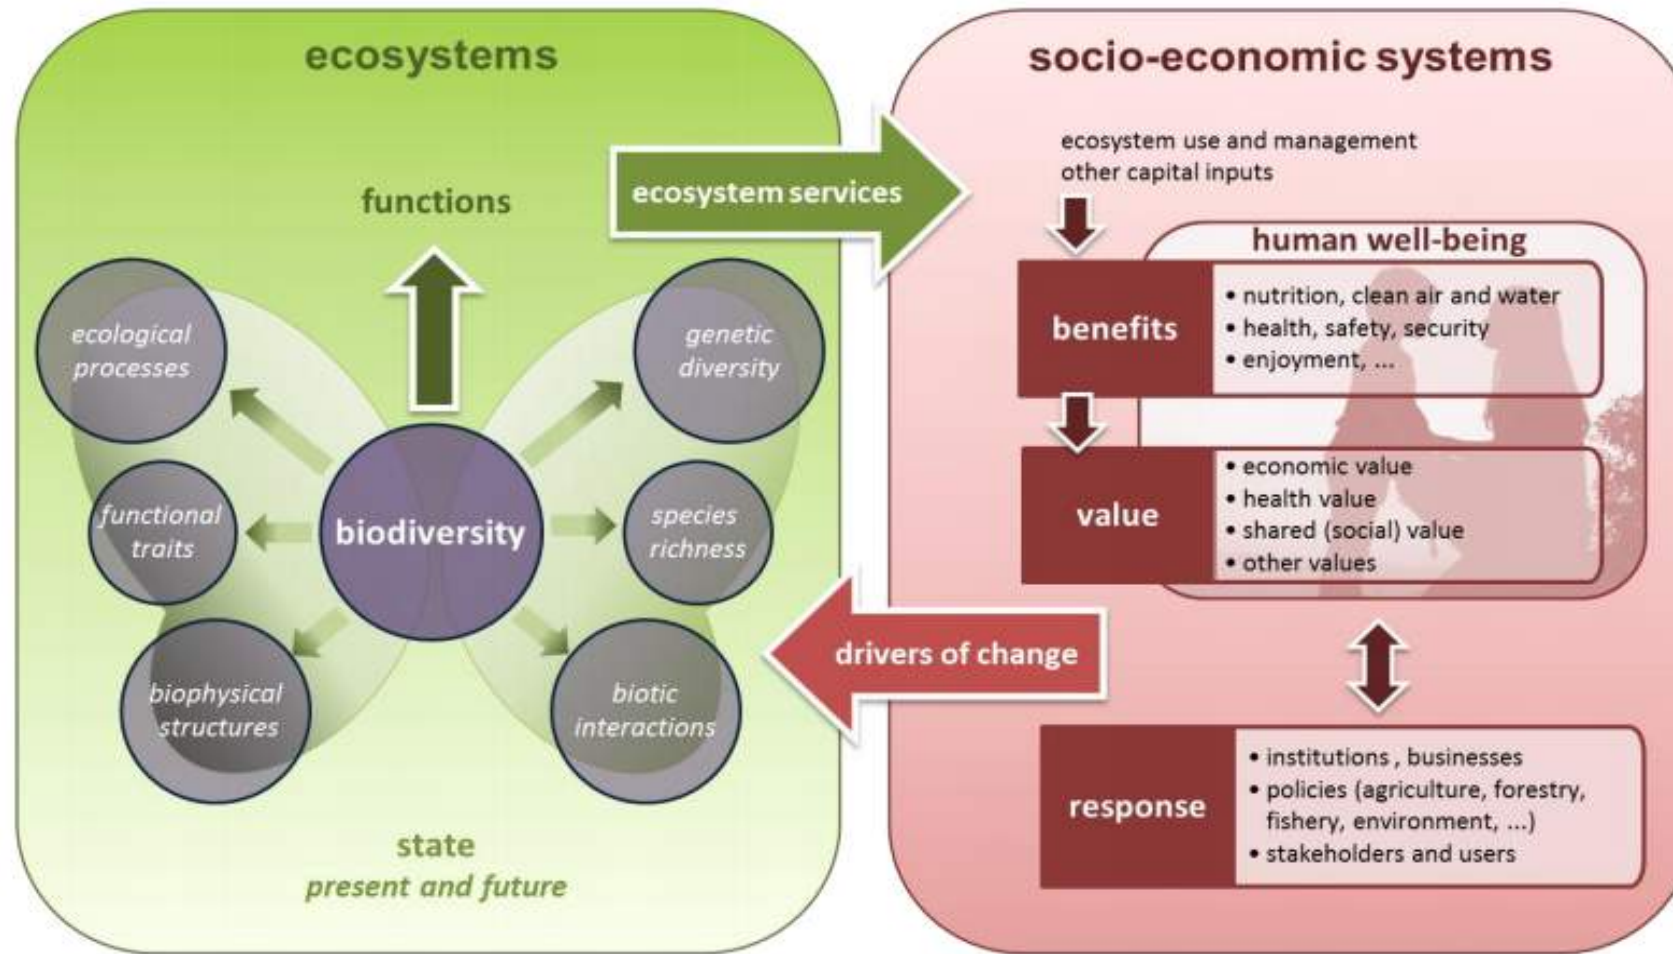 ecosystems
functions
ecosystem services
ecological
processes
genetic
diversity
functional
traits
biodiversity
species
richness
biophysical
structures
biotic
interactions
state
present and future
socio-economic systems
ecosystem use and management
other capital inputs
human well-being
benefits
• nutrition, clean air and water
• health, safety, security
• enjoyment, ...
value
• economic value
• health value
• shared (social) value
• other values
drivers of change
response
• institutions , businesses
• policies (agriculture, forestry,
fishery, environment, ...)
• stakeholders and users